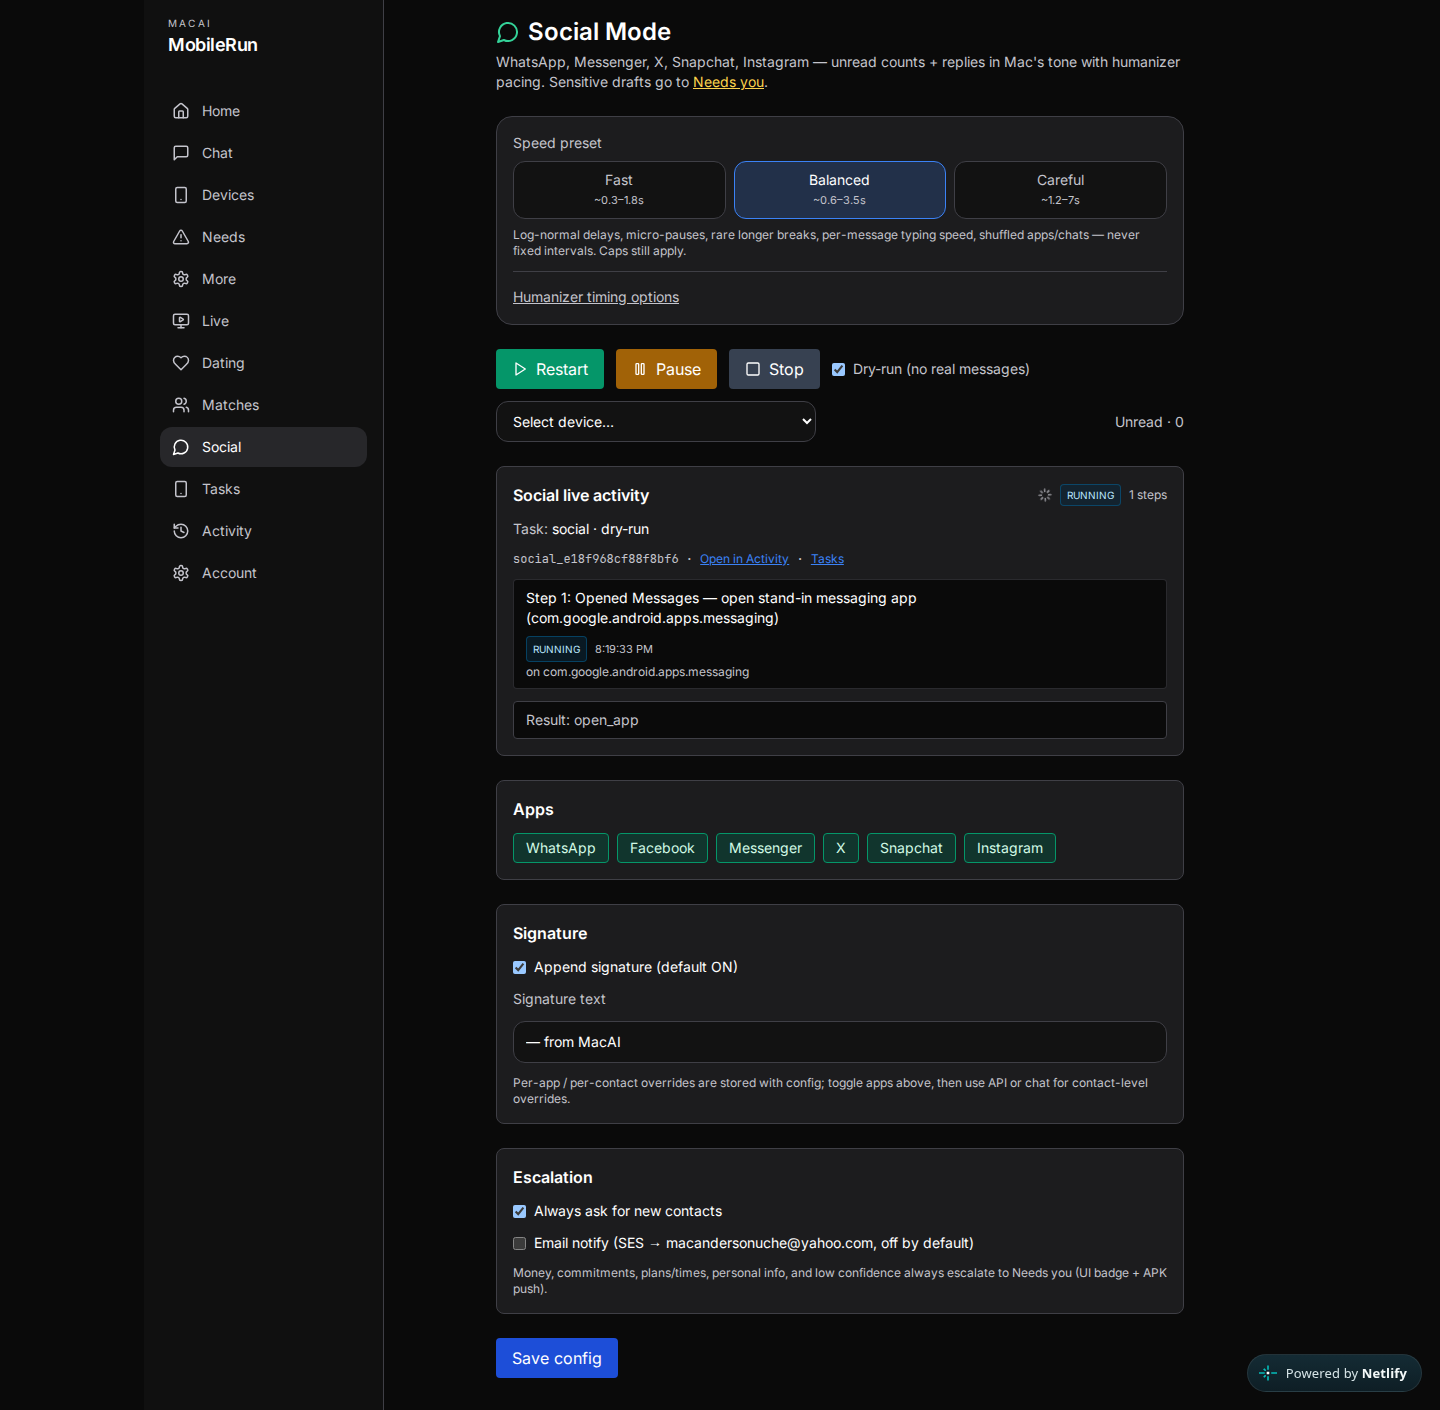 MACAI
MobileRun
Home
Chat
Devices
Needs
More
Live
Dating
Matches
Social
Tasks
Activity
Account
Social Mode
WhatsApp, Messenger, X, Snapchat, Instagram — unread counts + replies in Mac's tone with humanizer
pacing. Sensitive drafts go to Needs you.
Speed preset
Fast
~0.3–1.8s
Balanced
~0.6–3.5s
Careful
~1.2–7s
Log-normal delays, micro-pauses, rare longer breaks, per-message typing speed, shuffled apps/chats — never
fixed intervals. Caps still apply.
Humanizer timing options
Restart
Pause
Stop
Dry-run (no real messages)
Select device...
Unread · 0
Social live activity
RUNNING
1 steps
Task: social · dry-run
social_e18f968cf88f8bf6 · Open in Activity · Tasks
Step 1: Opened Messages — open stand-in messaging app
(com.google.android.apps.messaging)
RUNNING
8:19:33 PM
on com.google.android.apps.messaging
Result: open_app
Apps
WhatsApp
Facebook
Messenger
X
Snapchat
Instagram
Signature
Append signature (default ON)
Signature text
— from MacAI
Per-app / per-contact overrides are stored with config; toggle apps above, then use API or chat for contact-level
overrides.
Escalation
Always ask for new contacts
Email notify (SES → macandersonuche@yahoo.com, off by default)
Money, commitments, plans/times, personal info, and low confidence always escalate to Needs you (UI badge + APK
push).
Save config
Powered by Netlify